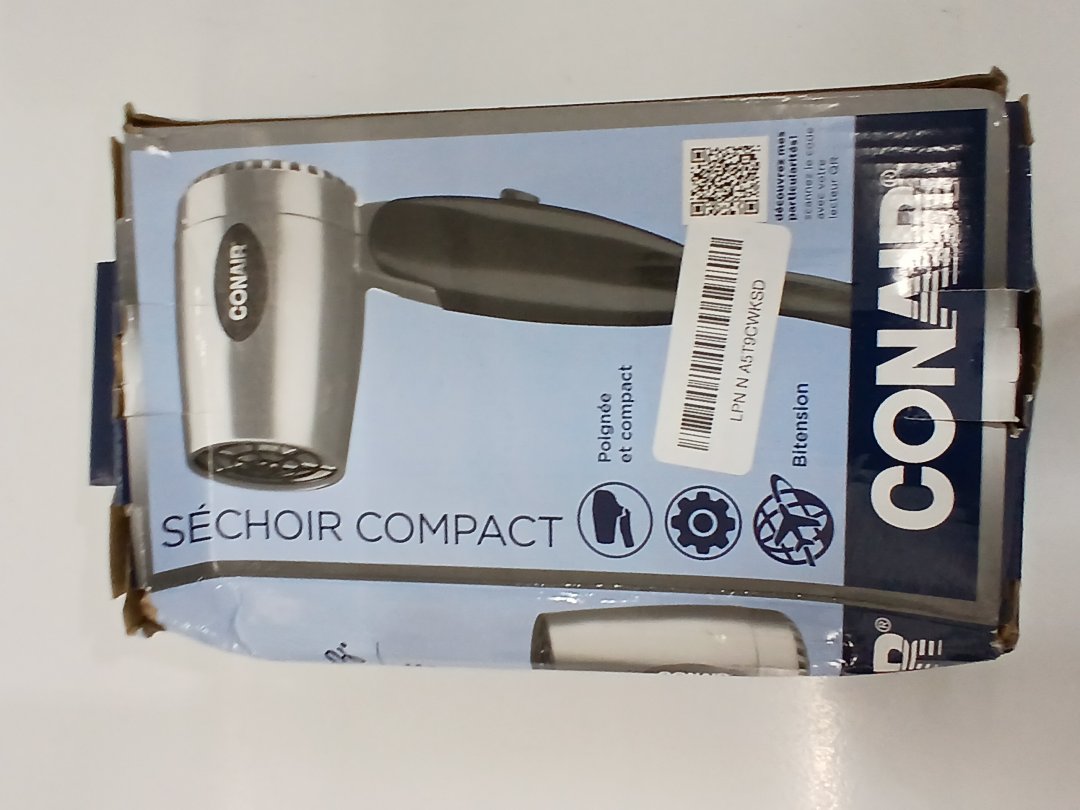 CONAIR®
découvrez mes
particularités!
scannez le code
avec votre
lecteur QR
CONAIR®
LPN N A5T9CWKSD
Poignée
et compact
Bitension
SÉCHOIR COMPACT
R®